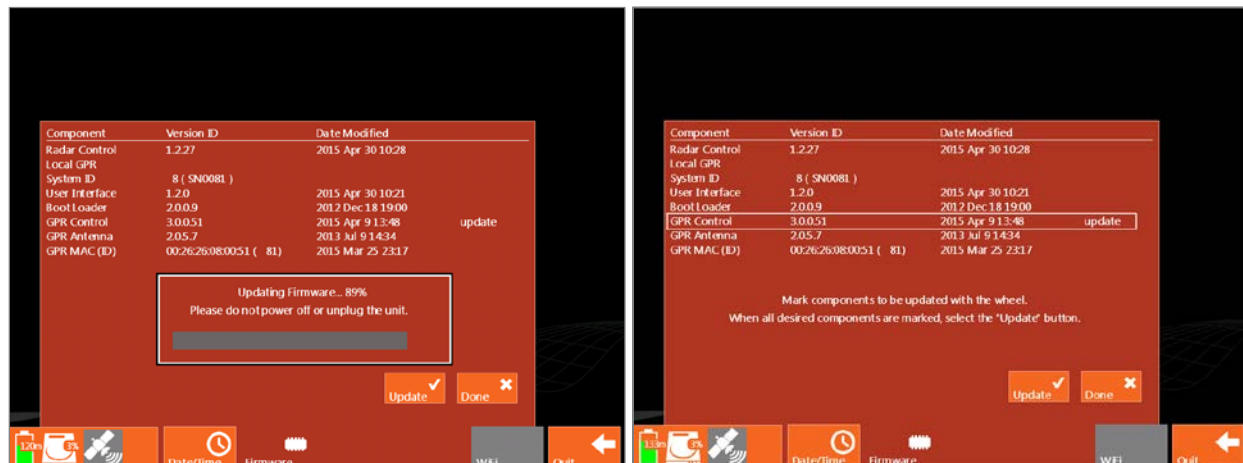 Component Version ID Date Modified
Radar Control 1.2.27 2015 Apr 30 10:28
Local GPR
System ID 8 ( SN0081 )
User Interface 1.2.0 2015 Apr 30 10:21
Boot Loader 2.0.0.9 2012 Dec 18 19:00
GPR Control 3.0.0.51 2015 Apr 9 13:48 update
GPR Antenna 2.0.5.7 2013 Jul 9 14:34
GPR MAC (ID) 00:26:26:08:00:51 ( 81) 2015 Mar 25 23:17
Updating Firmware... 89%
Please do not power off or unplug the unit.
Update Done
120m 3% Date/Time Firmware WiFi Quit
Component Version ID Date Modified
Radar Control 1.2.27 2015 Apr 30 10:28
Local GPR
System ID 8 ( SN0081 )
User Interface 1.2.0 2015 Apr 30 10:21
Boot Loader 2.0.0.9 2012 Dec 18 19:00
GPR Control 3.0.0.51 2015 Apr 9 13:48 update
GPR Antenna 2.0.5.7 2013 Jul 9 14:34
GPR MAC (ID) 00:26:26:08:00:51 ( 81) 2015 Mar 25 23:17
Mark components to be updated with the wheel.
When all desired components are marked, select the "Update" button.
Update Done
133m 3% Date/Time Firmware WiFi Quit